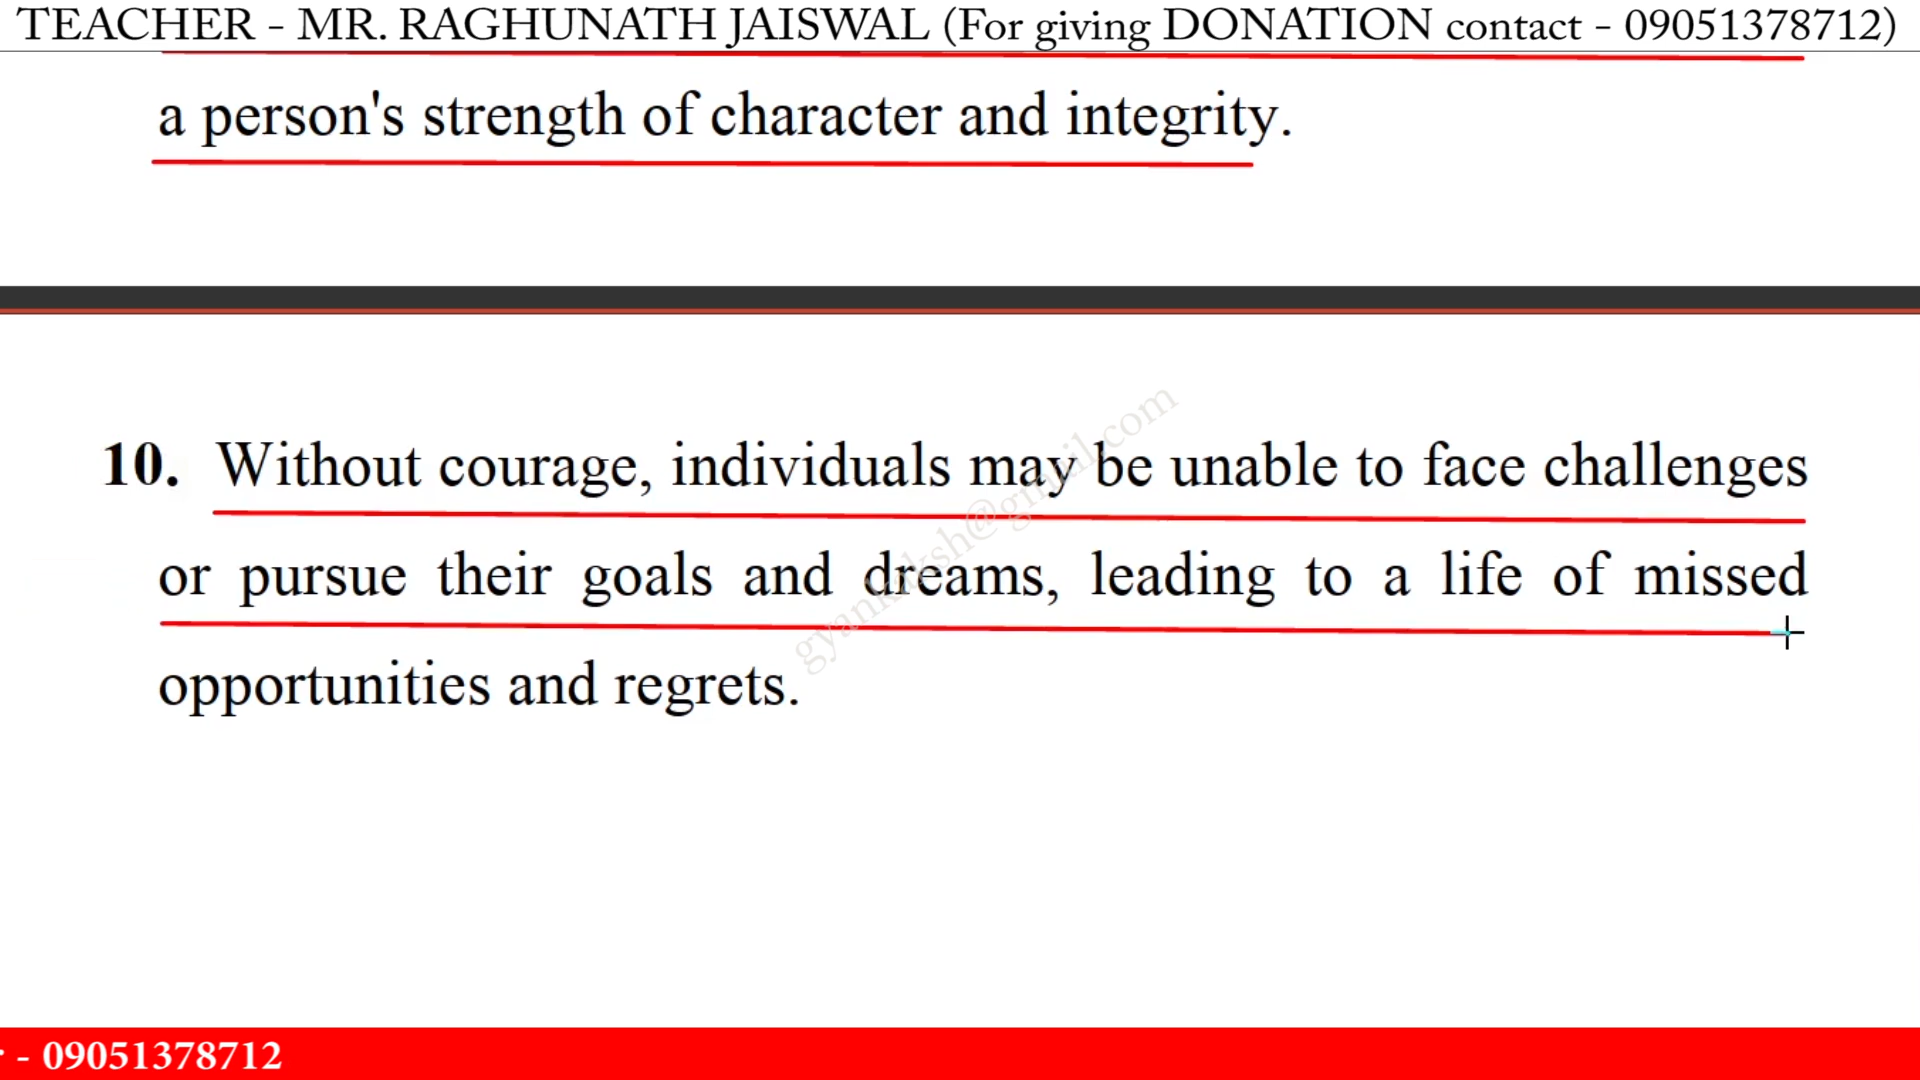 TEACHER - MR. RAGHUNATH JAISWAL (For giving DONATION contact - 09051378712)
a person's strength of character and integrity.
10. Without courage, individuals may be unable to face challenges
or pursue their goals and dreams, leading to a life of missed
opportunities and regrets.
- 09051378712